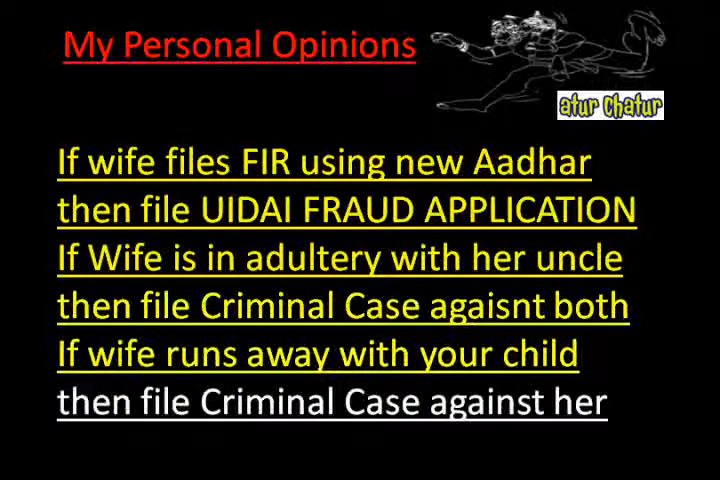 My Personal Opinions
atur chatur
If wife files FIR using new Aadhar
then file UIDAI FRAUD APPLICATION
If Wife is in adultery with her uncle
then file Criminal Case agaisnt both
If wife runs away with your child
then file Criminal Case against her